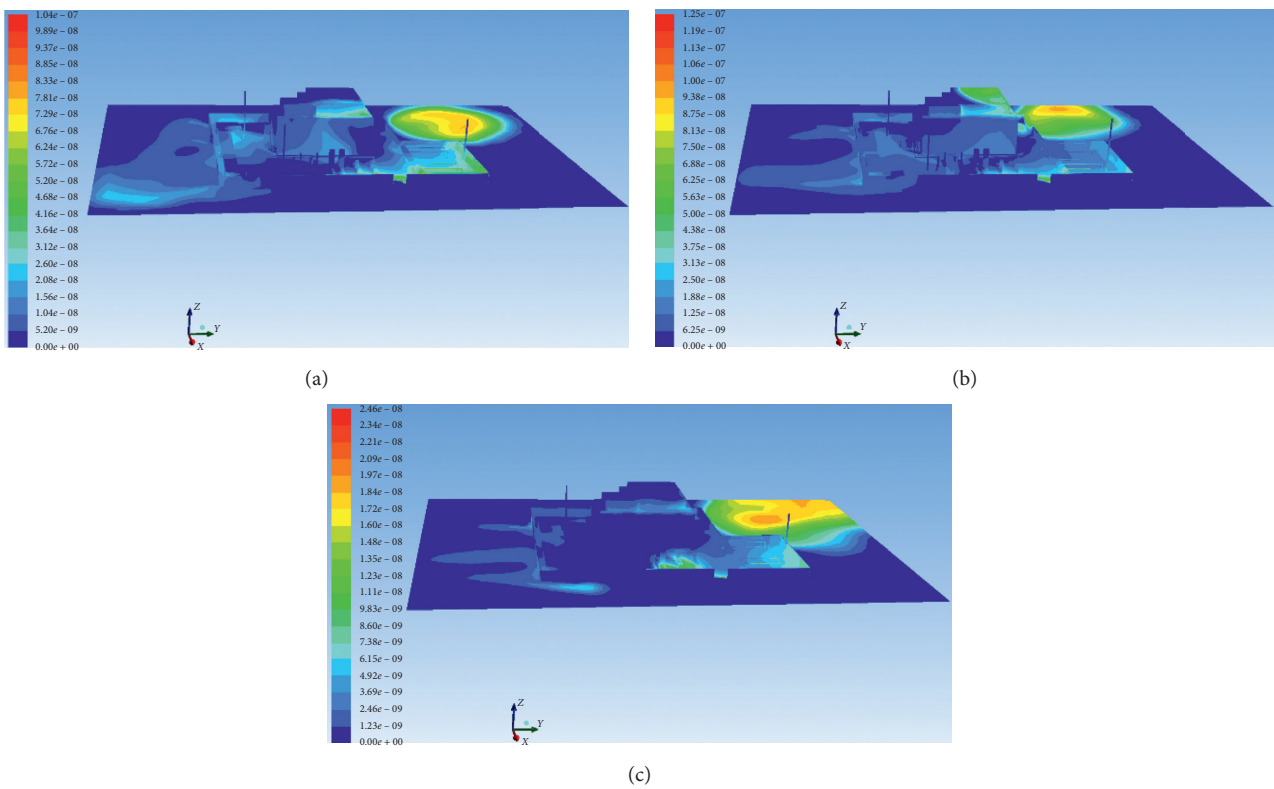 1.04e – 07
9.89e – 08
9.37e – 08
8.85e – 08
8.33e – 08
7.81e – 08
7.29e – 08
6.76e – 08
6.24e – 08
5.72e – 08
5.20e – 08
4.68e – 08
4.16e – 08
3.64e – 08
3.12e – 08
2.60e – 08
2.08e – 08
1.56e – 08
1.04e – 08
5.20e – 09
0.00e + 00
Z
Y
X
(a)
1.25e – 07
1.19e – 07
1.13e – 07
1.06e – 07
1.00e – 07
9.38e – 08
8.75e – 08
8.13e – 08
7.50e – 08
6.88e – 08
6.25e – 08
5.63e – 08
5.00e – 08
4.38e – 08
3.75e – 08
3.13e – 08
2.50e – 08
1.88e – 08
1.25e – 08
6.25e – 09
0.00e + 00
Z
Y
X
(b)
2.46e – 08
2.34e – 08
2.21e – 08
2.09e – 08
1.97e – 08
1.84e – 08
1.72e – 08
1.60e – 08
1.48e – 08
1.35e – 08
1.23e – 08
1.11e – 08
9.83e – 09
8.60e – 09
7.38e – 09
6.15e – 09
4.92e – 09
3.69e – 09
2.46e – 09
1.23e – 09
0.00e + 00
Z
Y
X
(c)